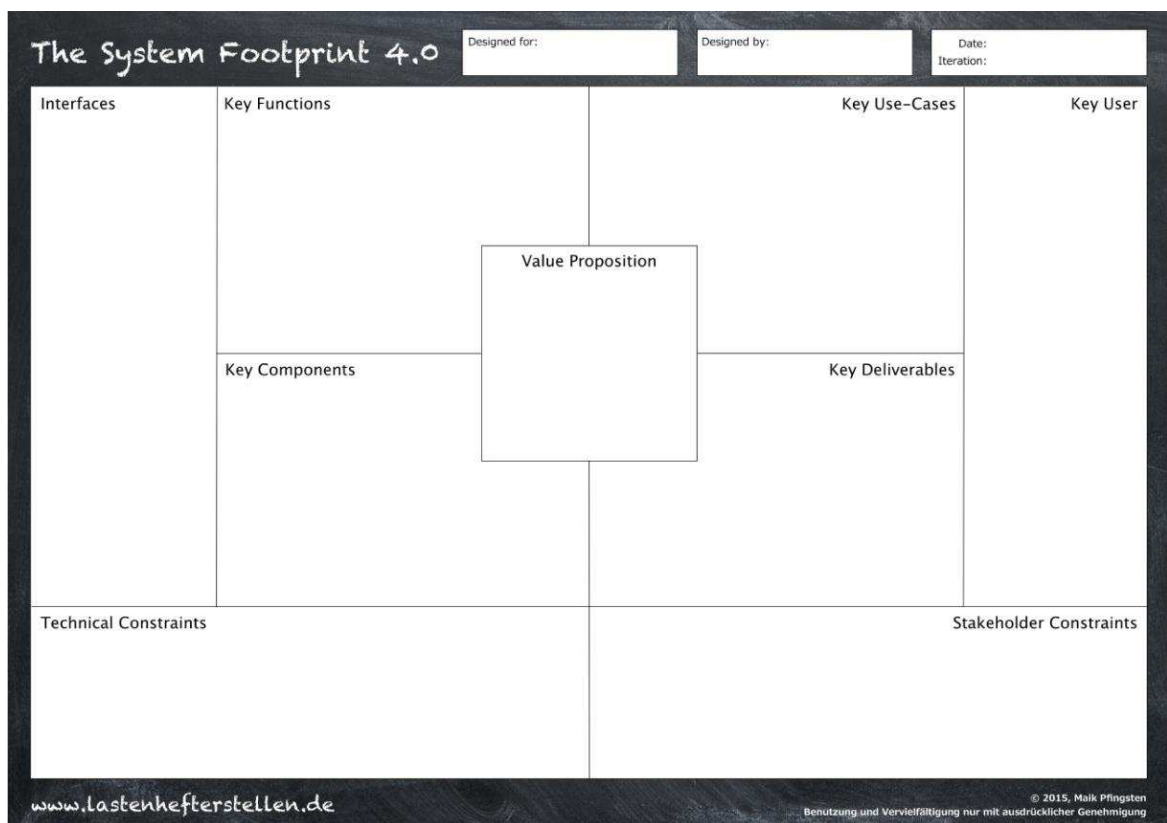 The System Footprint 4.0
Designed for:
Designed by:
Date:
Iteration:
Interfaces
Key Functions
Key Use-Cases
Key User
Value Proposition
Key Components
Key Deliverables
Technical Constraints
Stakeholder Constraints
www.lastenhefterstellen.de
© 2015, Maik Pfingsten
Benutzung und Vervielfältigung nur mit ausdrücklicher Genehmigung